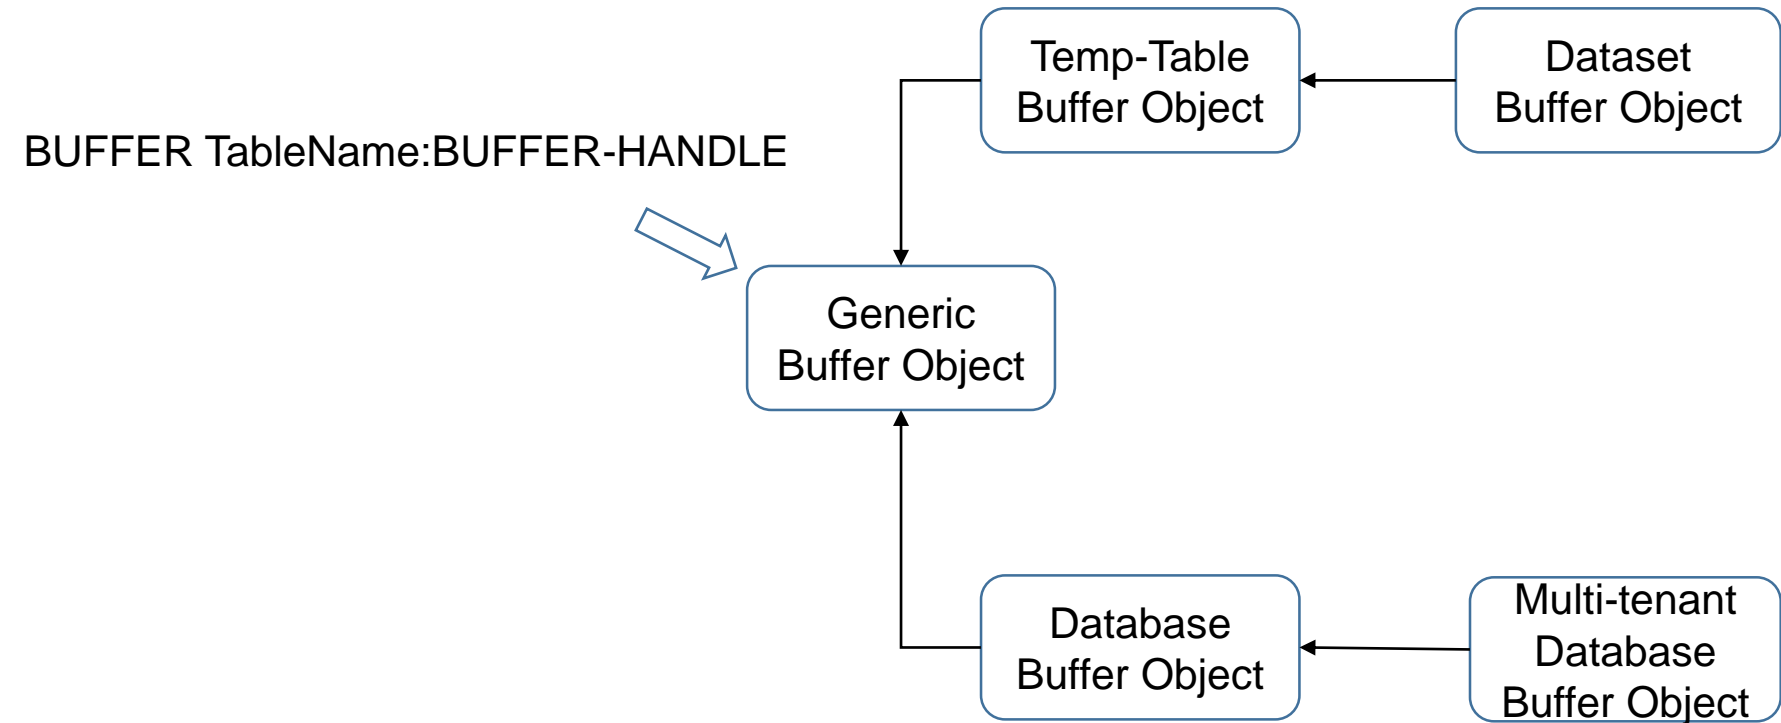 Temp-Table
Buffer Object
Dataset
Buffer Object
BUFFER TableName:BUFFER-HANDLE
Generic
Buffer Object
Database
Buffer Object
Multi-tenant
Database
Buffer Object